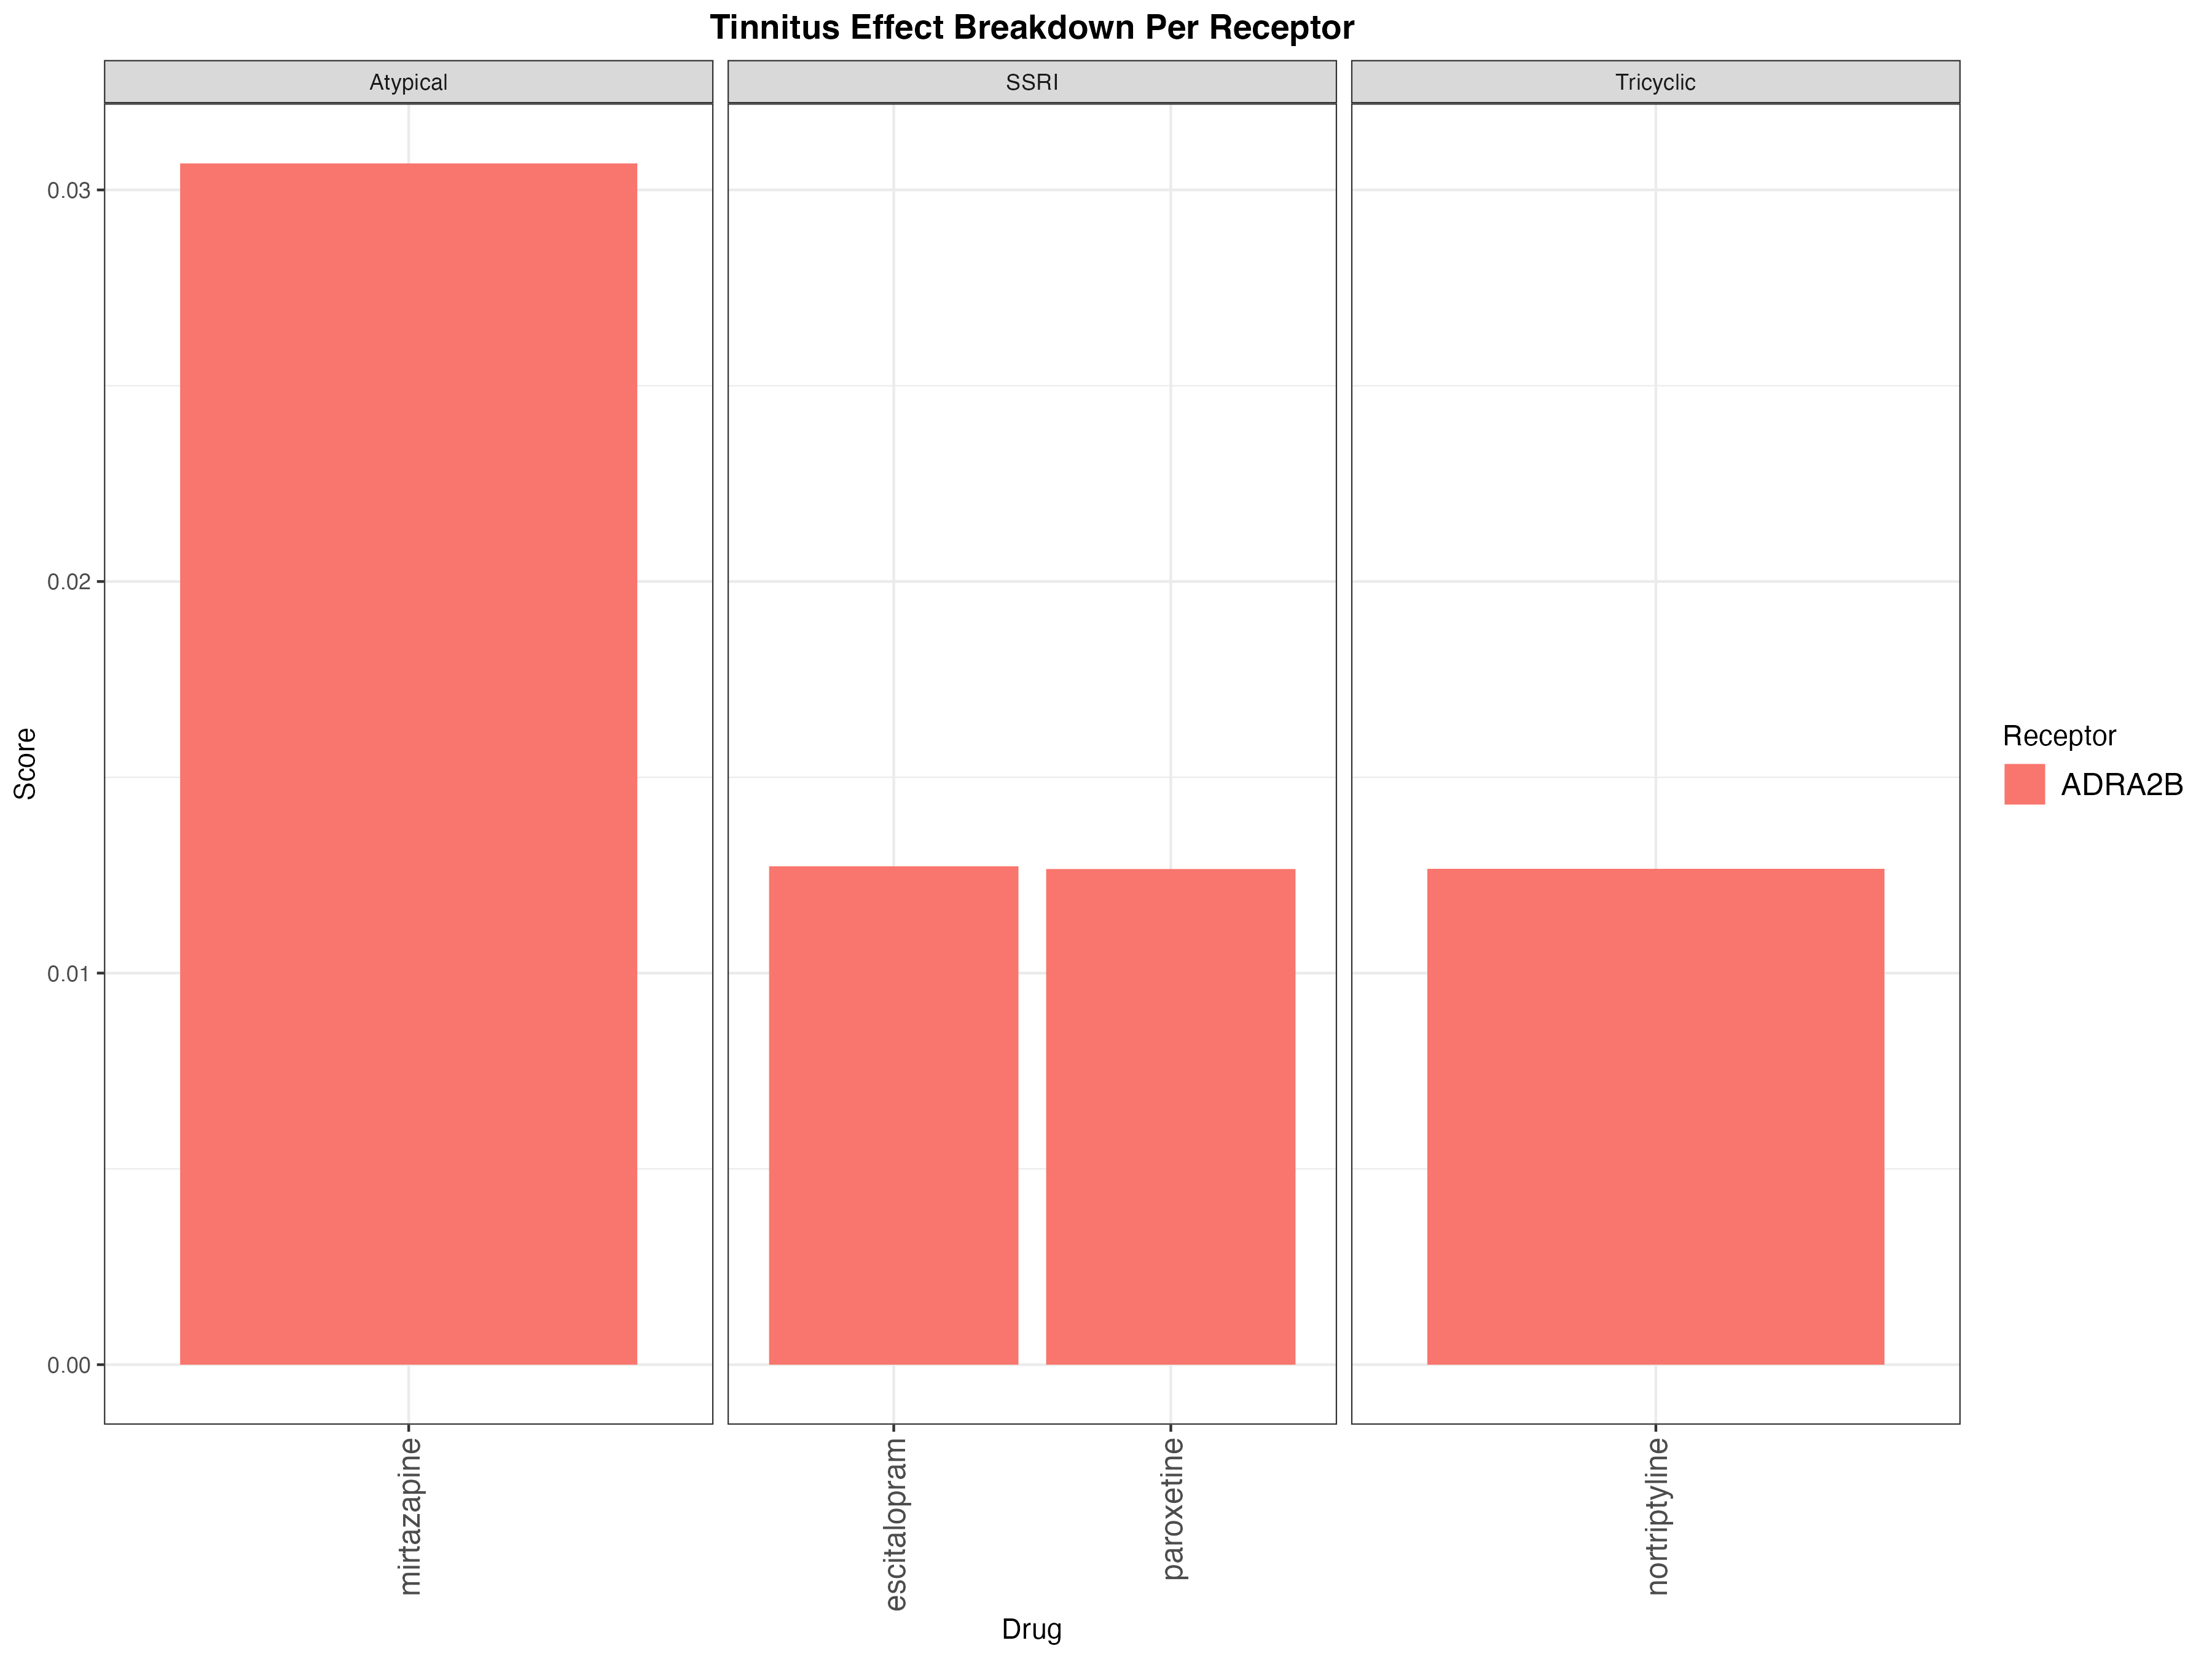 Tinnitus Effect Breakdown Per Receptor
Atypical
SSRI
Tricyclic
0.03
0.02
0.01
0.00
Score
mirtazapine
escitalopram
paroxetine
nortriptyline
Drug
Receptor
ADRA2B